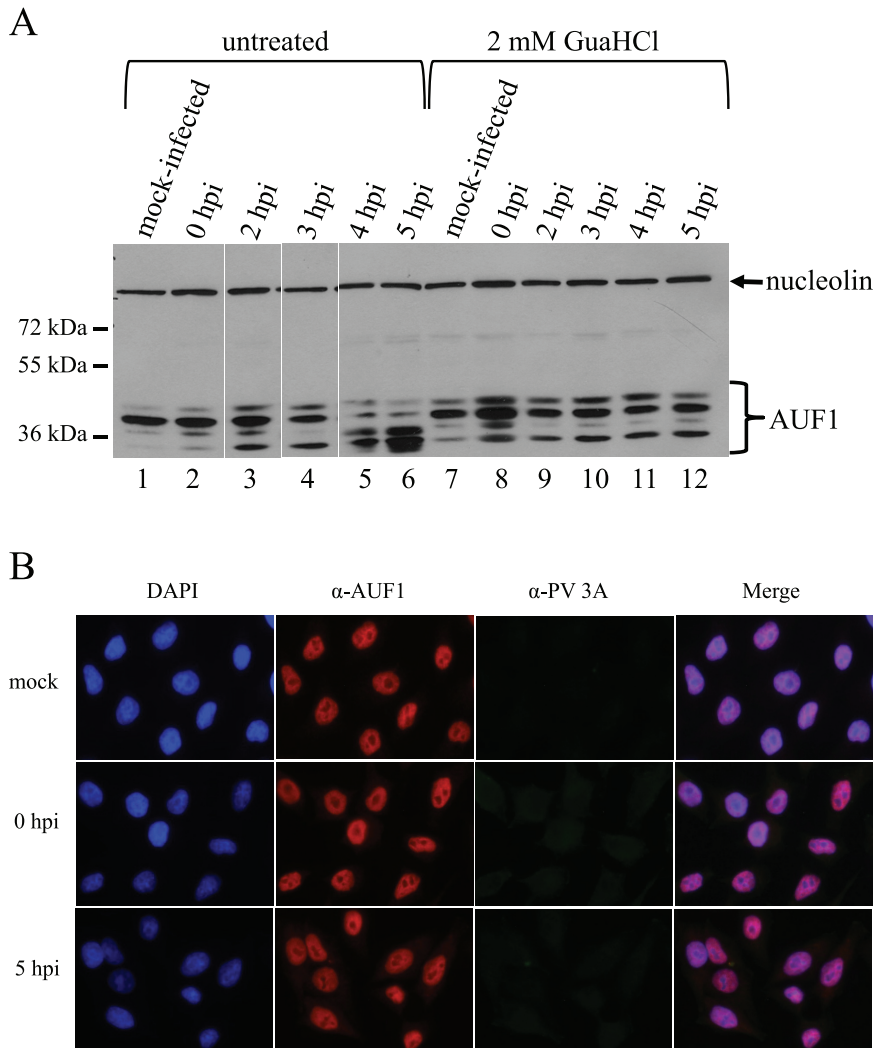 A
untreated
2 mM GuaHCl
mock-infected
0 hpi
2 hpi
3 hpi
4 hpi
5 hpi
mock-infected
0 hpi
2 hpi
3 hpi
4 hpi
5 hpi
nucleolin
72 kDa
55 kDa
36 kDa
AUF1
1 2 3 4 5 6 7 8 9 10 11 12
B
DAPI α-AUF1 α-PV 3A Merge
mock
0 hpi
5 hpi